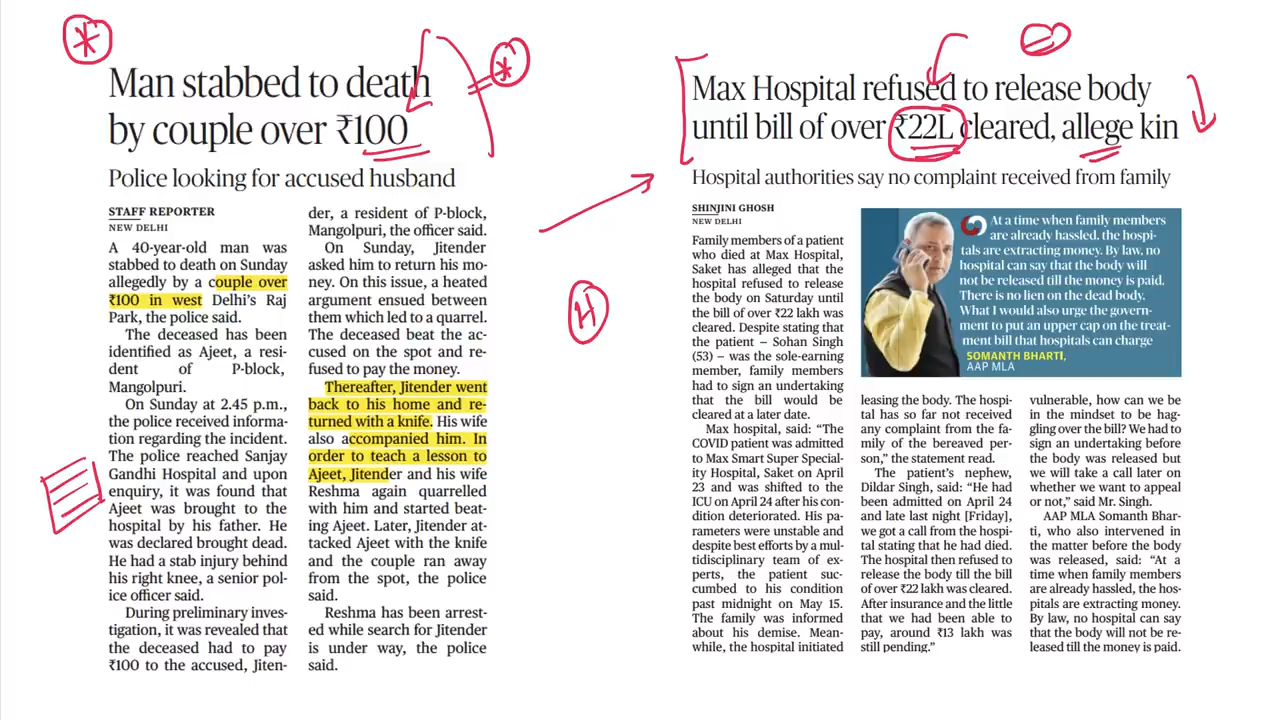 Man stabbed to death
by couple over ₹100
Police looking for accused husband
STAFF REPORTER
NEW DELHI
A 40-year-old man was
stabbed to death on Sunday
allegedly by a couple over
₹100 in west Delhi's Raj
Park, the police said.
The deceased has been
identified as Ajeet, a resi-
dent of P-block,
Mangolpuri.
On Sunday at 2.45 p.m.,
the police received informa-
tion regarding the incident.
The police reached Sanjay
Gandhi Hospital and upon
enquiry, it was found that
Ajeet was brought to the
hospital by his father. He
was declared brought dead.
He had a stab injury behind
his right knee, a senior pol-
ice officer said.
During preliminary inves-
tigation, it was revealed that
the deceased had to pay
₹100 to the accused, Jiten-
der, a resident of P-block,
Mangolpuri, the officer said.
On Sunday, Jitender
asked him to return his mo-
ney. On this issue, a heated
argument ensued between
them which led to a quarrel.
The deceased beat the ac-
cused on the spot and re-
fused to pay the money.
Thereafter, Jitender went
back to his home and re-
turned with a knife. His wife
also accompanied him. In
order to teach a lesson to
Ajeet, Jitender and his wife
Reshma again quarrelled
with him and started beat-
ing Ajeet. Later, Jitender at-
tacked Ajeet with the knife
and the couple ran away
from the spot, the police
said.
Reshma has been arrest-
ed while search for Jitender
is under way, the police
said.
H
Max Hospital refused to release body
until bill of over ₹22L cleared, allege kin
Hospital authorities say no complaint received from family
SHINJINI GHOSH
NEW DELHI
Family members of a patient
who died at Max Hospital,
Saket has alleged that the
hospital refused to release
the body on Saturday until
the bill of over ₹22 lakh was
cleared. Despite stating that
the patient – Sohan Singh
(53) – was the sole-earning
member, family members
had to sign an undertaking
that the bill would be
cleared at a later date.
Max hospital, said: “The
COVID patient was admitted
to Max Smart Super Special-
ity Hospital, Saket on April
23 and was shifted to the
ICU on April 24 after his con-
dition deteriorated. His pa-
rameters were unstable and
despite best efforts by a mul-
tidisciplinary team of ex-
perts, the patient suc-
cumbed to his condition
past midnight on May 15.
The family was informed
about his demise. Mean-
while, the hospital initiated
At a time when family members
are already hassled. the hospi-
tals are extracting money. By law, no
hospital can say that the body will
not be released till the money is paid.
There is no lien on the dead body.
What I would also urge the govern-
ment to put an upper cap on the treat-
ment bill that hospitals can charge
SOMANTH BHARTI,
AAP MLA
leasing the body. The hospi-
tal has so far not received
any complaint from the fa-
mily of the bereaved per-
son,” the statement read.
The patient's nephew,
Dildar Singh, said: “He had
been admitted on April 24
and late last night [Friday],
we got a call from the hospi-
tal stating that he had died.
The hospital then refused to
release the body till the bill
of over ₹22 lakh was cleared.
After insurance and the little
that we had been able to
pay, around ₹13 lakh was
still pending.”
vulnerable, how can we be
in the mindset to be hag-
gling over the bill? We had to
sign an undertaking before
the body was released but
we will take a call later on
whether we want to appeal
or not,” said Mr. Singh.
AAP MLA Somanth Bhar-
ti, who also intervened in
the matter before the body
was released, said: “At a
time when family members
are already hassled, the hos-
pitals are extracting money.
By law, no hospital can say
that the body will not be re-
leased till the money is paid.